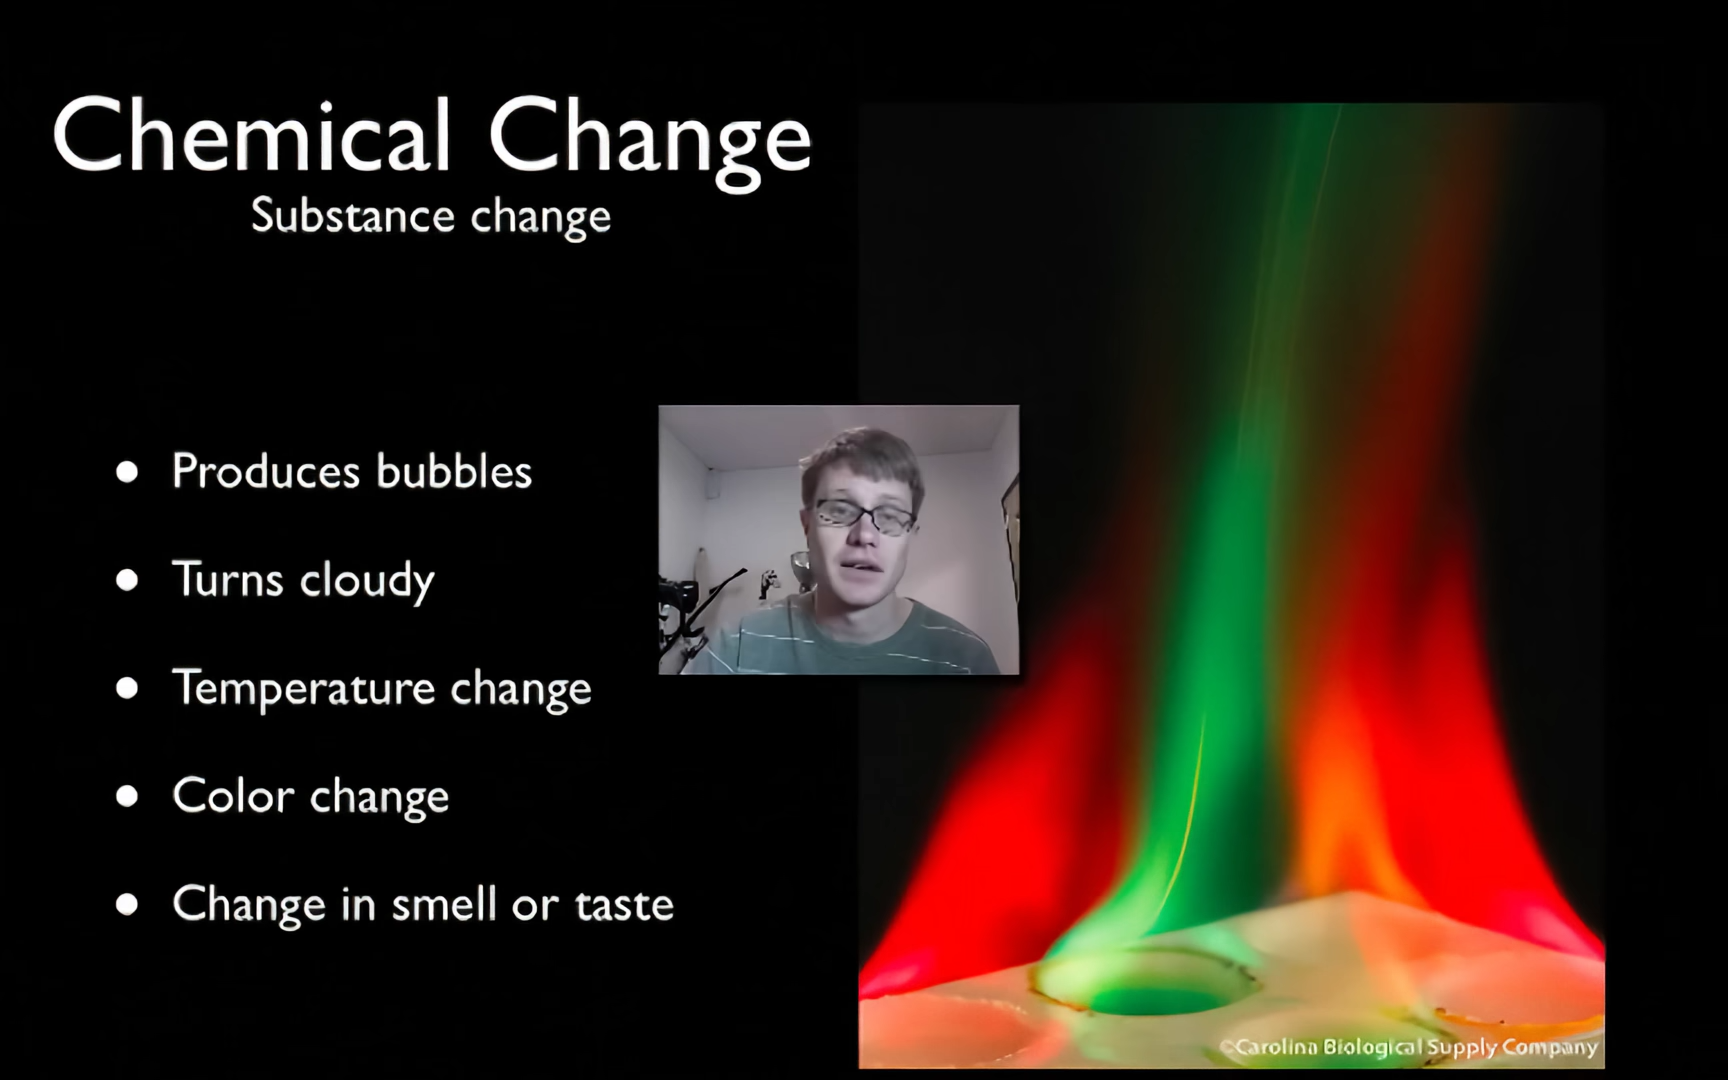 Chemical Change
Substance change
Produces bubbles
Turns cloudy
Temperature change
Color change
Change in smell or taste
©Carolina Biological Supply Company